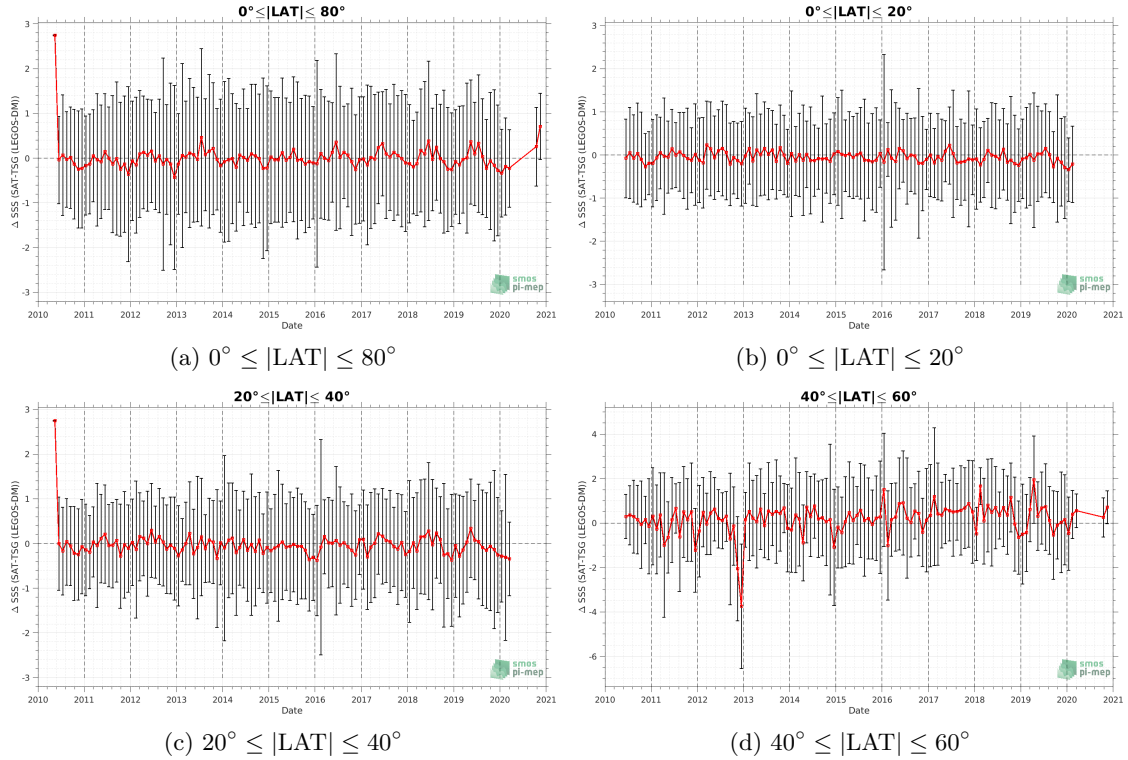 0°≤|LAT|≤ 80°
Δ SSS (SAT-TSG (LEGOS-DM))
3
2
1
0
-1
-2
-3
2010 2011 2012 2013 2014 2015 2016 2017 2018 2019 2020 2021
Date
smos
pi-mep
(a) 0° ≤ |LAT| ≤ 80°
0°≤|LAT|≤ 20°
Δ SSS (SAT-TSG (LEGOS-DM))
3
2
1
0
-1
-2
-3
2010 2011 2012 2013 2014 2015 2016 2017 2018 2019 2020 2021
Date
smos
pi-mep
(b) 0° ≤ |LAT| ≤ 20°
20°≤|LAT|≤ 40°
Δ SSS (SAT-TSG (LEGOS-DM))
3
2
1
0
-1
-2
-3
2010 2011 2012 2013 2014 2015 2016 2017 2018 2019 2020 2021
Date
smos
pi-mep
(c) 20° ≤ |LAT| ≤ 40°
40°≤|LAT|≤ 60°
Δ SSS (SAT-TSG (LEGOS-DM))
4
2
0
-2
-4
-6
2010 2011 2012 2013 2014 2015 2016 2017 2018 2019 2020 2021
Date
smos
pi-mep
(d) 40° ≤ |LAT| ≤ 60°